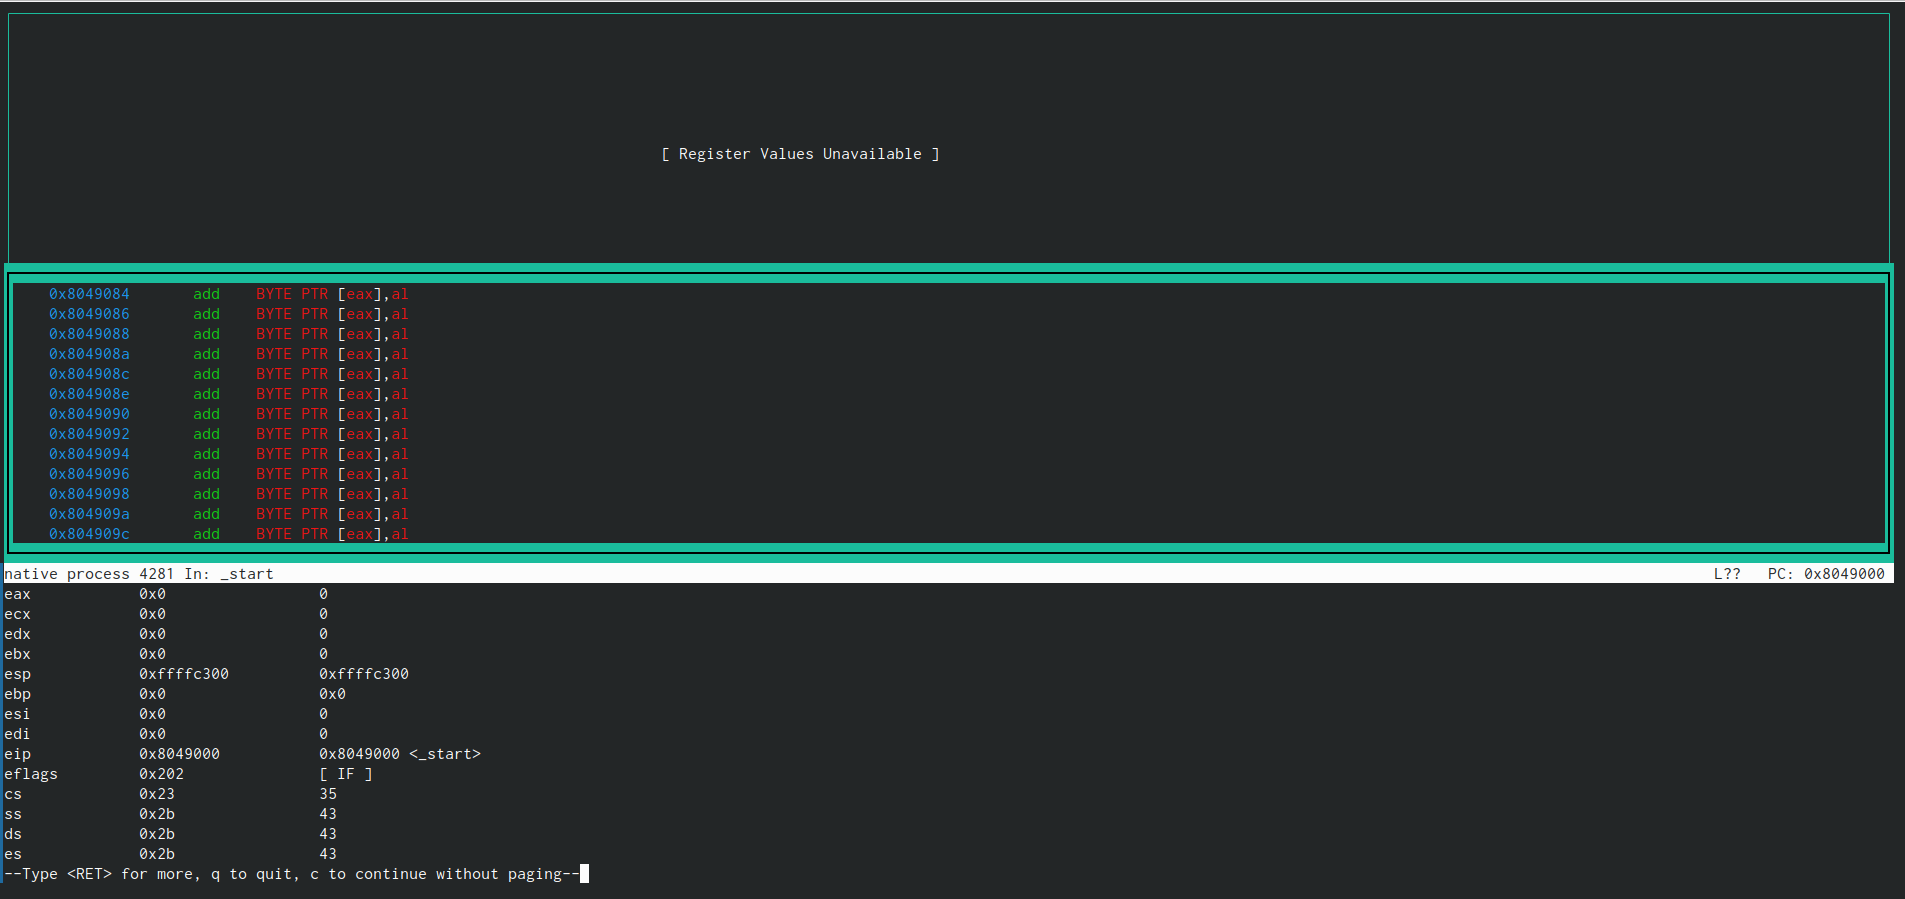 [ Register Values Unavailable ]
0x8049084 add BYTE PTR [eax],al
0x8049086 add BYTE PTR [eax],al
0x8049088 add BYTE PTR [eax],al
0x804908a add BYTE PTR [eax],al
0x804908c add BYTE PTR [eax],al
0x804908e add BYTE PTR [eax],al
0x8049090 add BYTE PTR [eax],al
0x8049092 add BYTE PTR [eax],al
0x8049094 add BYTE PTR [eax],al
0x8049096 add BYTE PTR [eax],al
0x8049098 add BYTE PTR [eax],al
0x804909a add BYTE PTR [eax],al
0x804909c add BYTE PTR [eax],al
native process 4281 In: _start L?? PC: 0x8049000
eax 0x0 0
ecx 0x0 0
edx 0x0 0
ebx 0x0 0
esp 0xffffc300 0xffffc300
ebp 0x0 0x0
esi 0x0 0
edi 0x0 0
eip 0x8049000 0x8049000 <_start>
eflags 0x202 [ IF ]
cs 0x23 35
ss 0x2b 43
ds 0x2b 43
es 0x2b 43
--Type <RET> for more, q to quit, c to continue without paging--